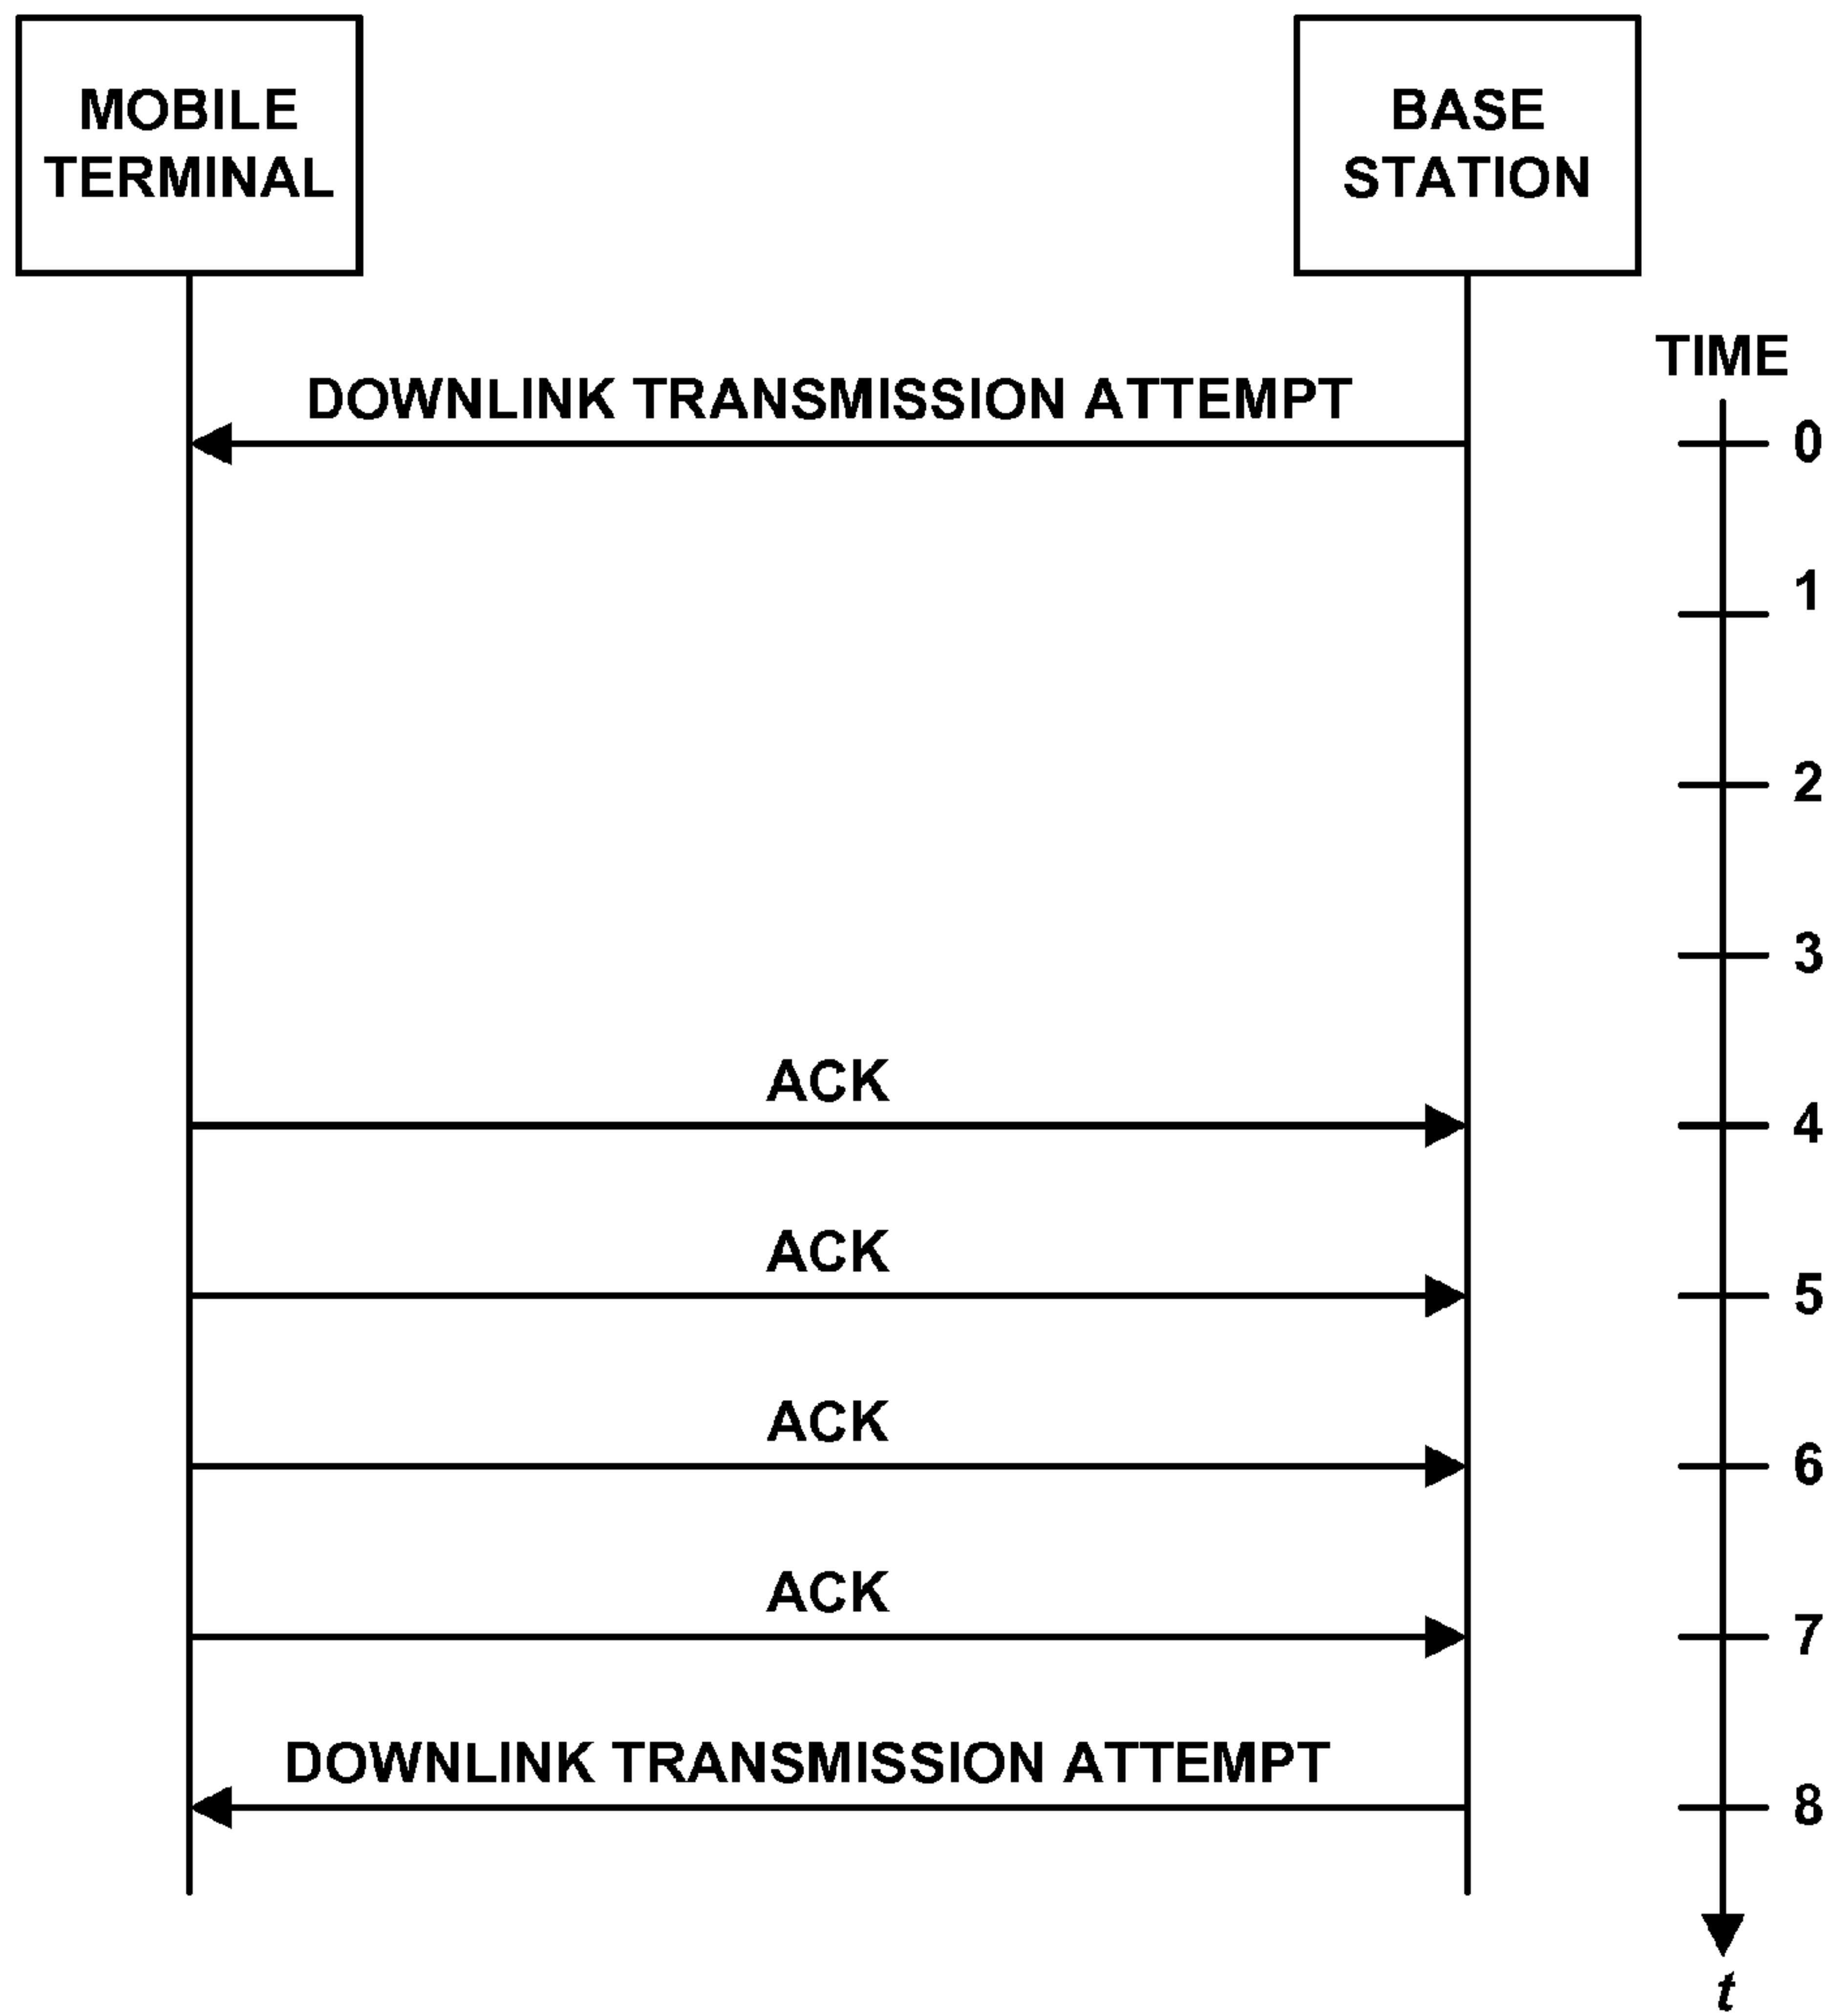 MOBILE
TERMINAL
BASE
STATION
TIME
DOWNLINK TRANSMISSION ATTEMPT
0
1
2
3
ACK
4
ACK
5
ACK
6
ACK
7
DOWNLINK TRANSMISSION ATTEMPT
8
t